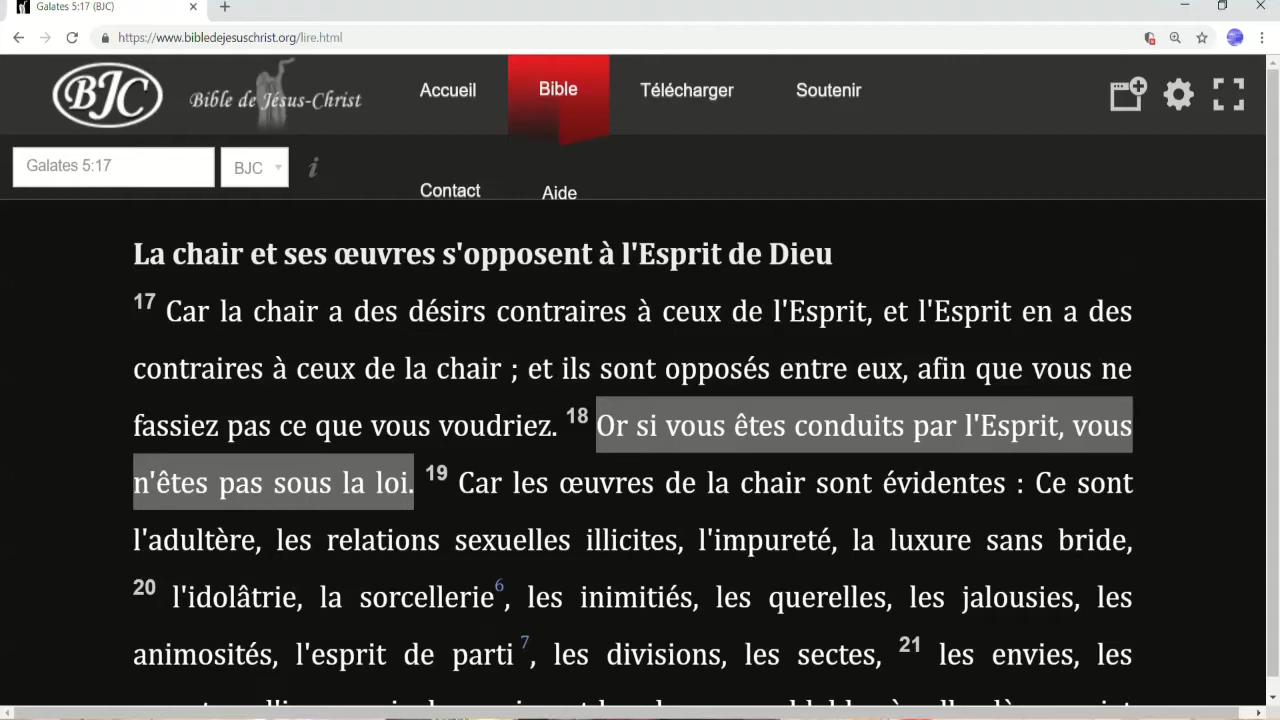 Galates 5:17 (BJC)
https://www.bibledejesuschrist.org/lire.html
BJC Bible de Jésus-Christ Accueil Bible Télécharger Soutenir
Galates 5:17 BJC i
Contact Aide
La chair et ses œuvres s'opposent à l'Esprit de Dieu
17 Car la chair a des désirs contraires à ceux de l'Esprit, et l'Esprit en a des
contraires à ceux de la chair ; et ils sont opposés entre eux, afin que vous ne
fassiez pas ce que vous voudriez. 18 Or si vous êtes conduits par l'Esprit, vous
n'êtes pas sous la loi. 19 Car les œuvres de la chair sont évidentes : Ce sont
l'adultère, les relations sexuelles illicites, l'impureté, la luxure sans bride,
20 l'idolâtrie, la sorcellerie6, les inimitiés, les querelles, les jalousies, les
animosités, l'esprit de parti 7, les divisions, les sectes, 21 les envies, les